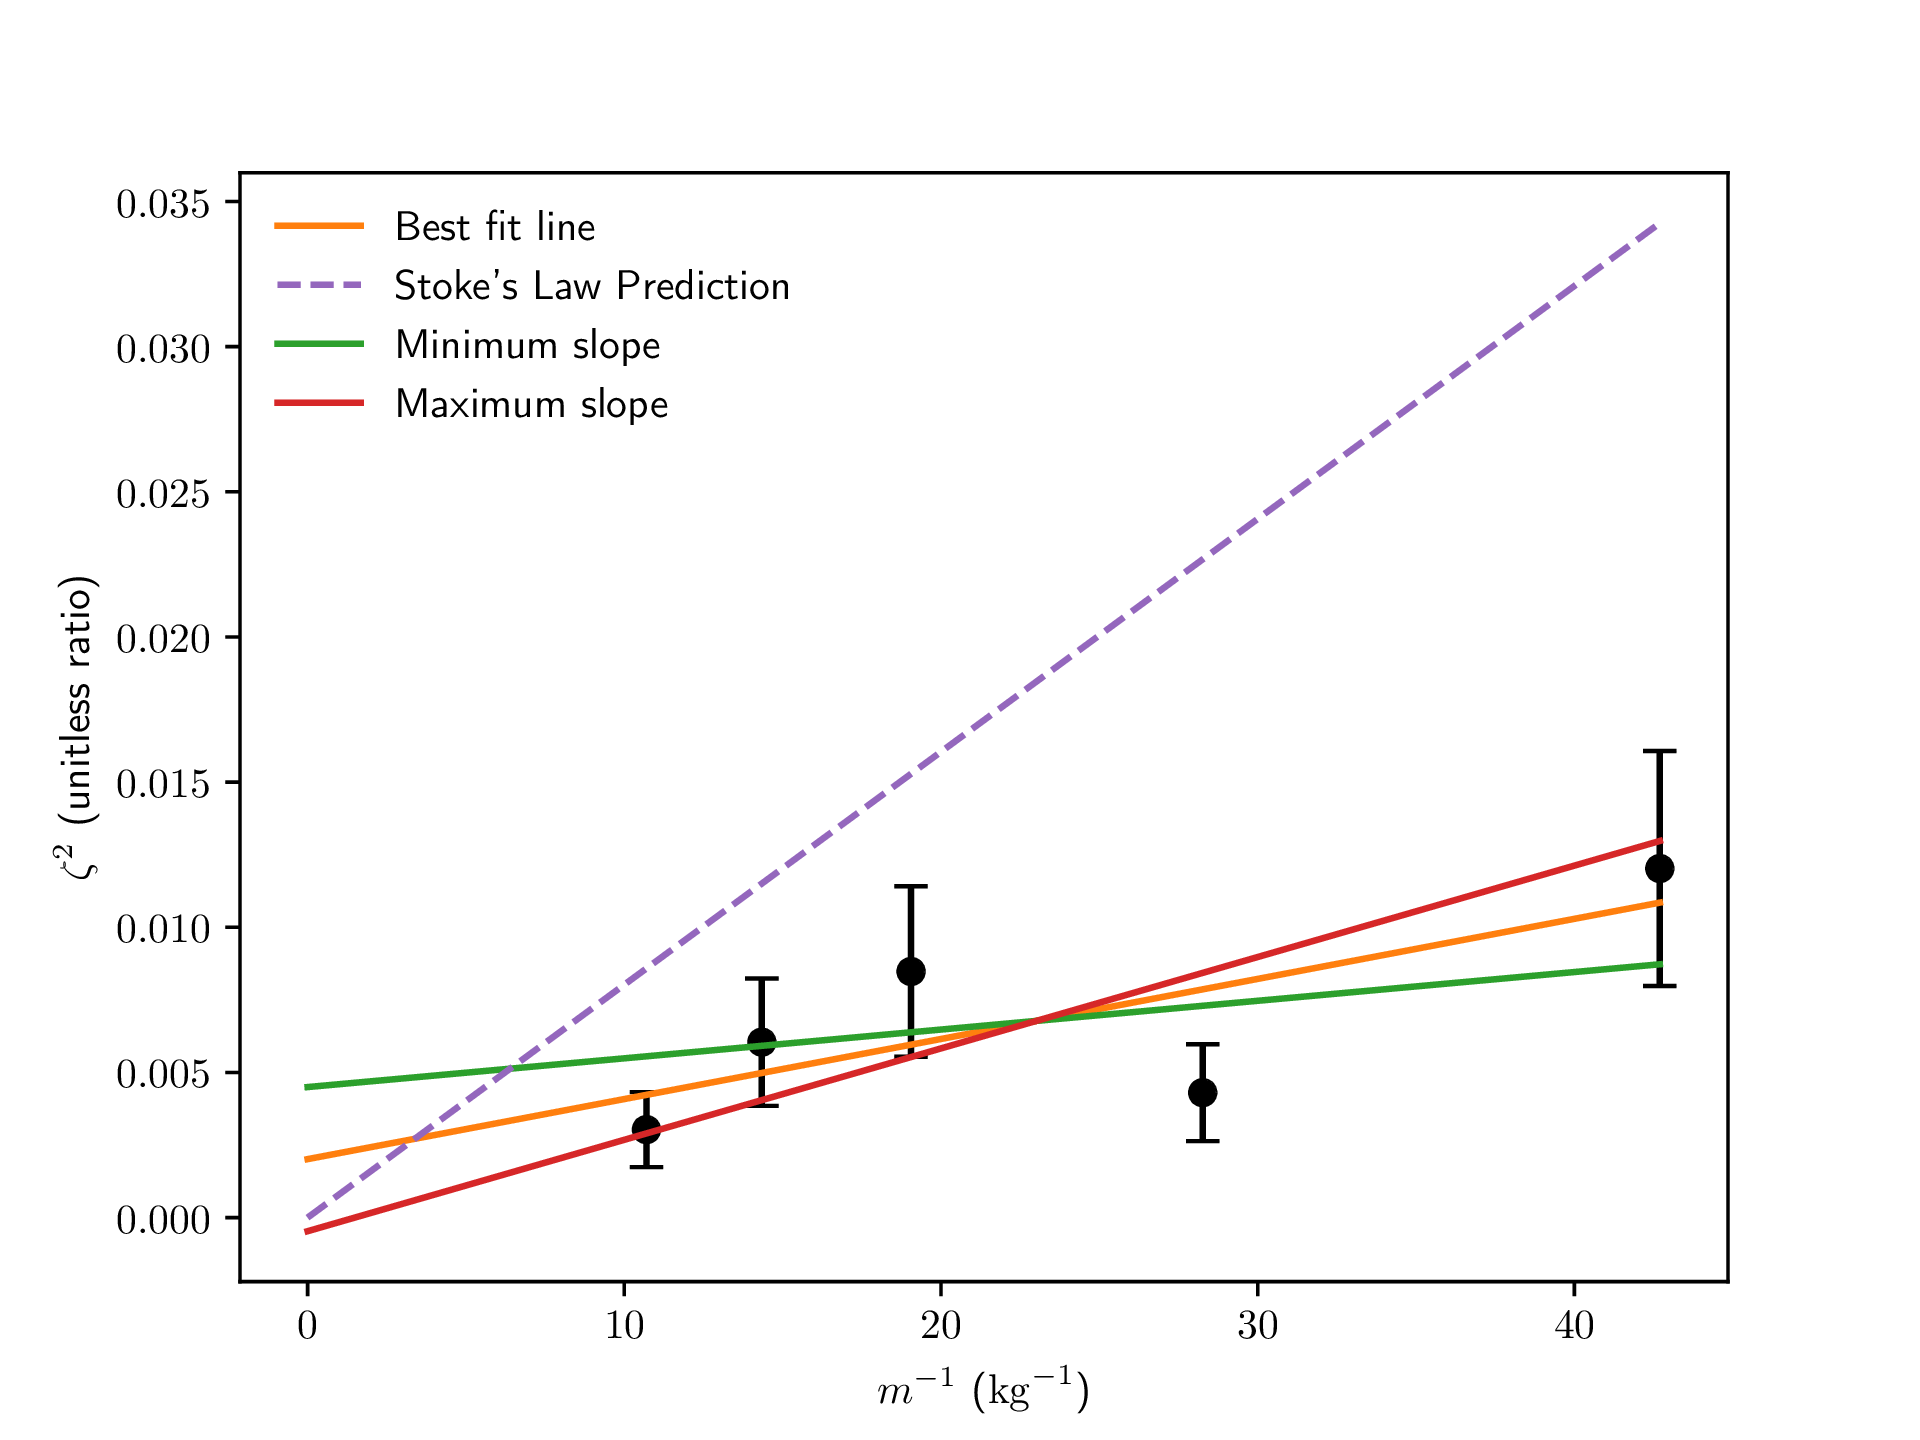 Best fit line
Stoke's Law Prediction
Minimum slope
Maximum slope
0.035
0.030
0.025
0.020
0.015
0.010
0.005
0.000
ζ² (unitless ratio)
0 10 20 30 40
m⁻¹ (kg⁻¹)